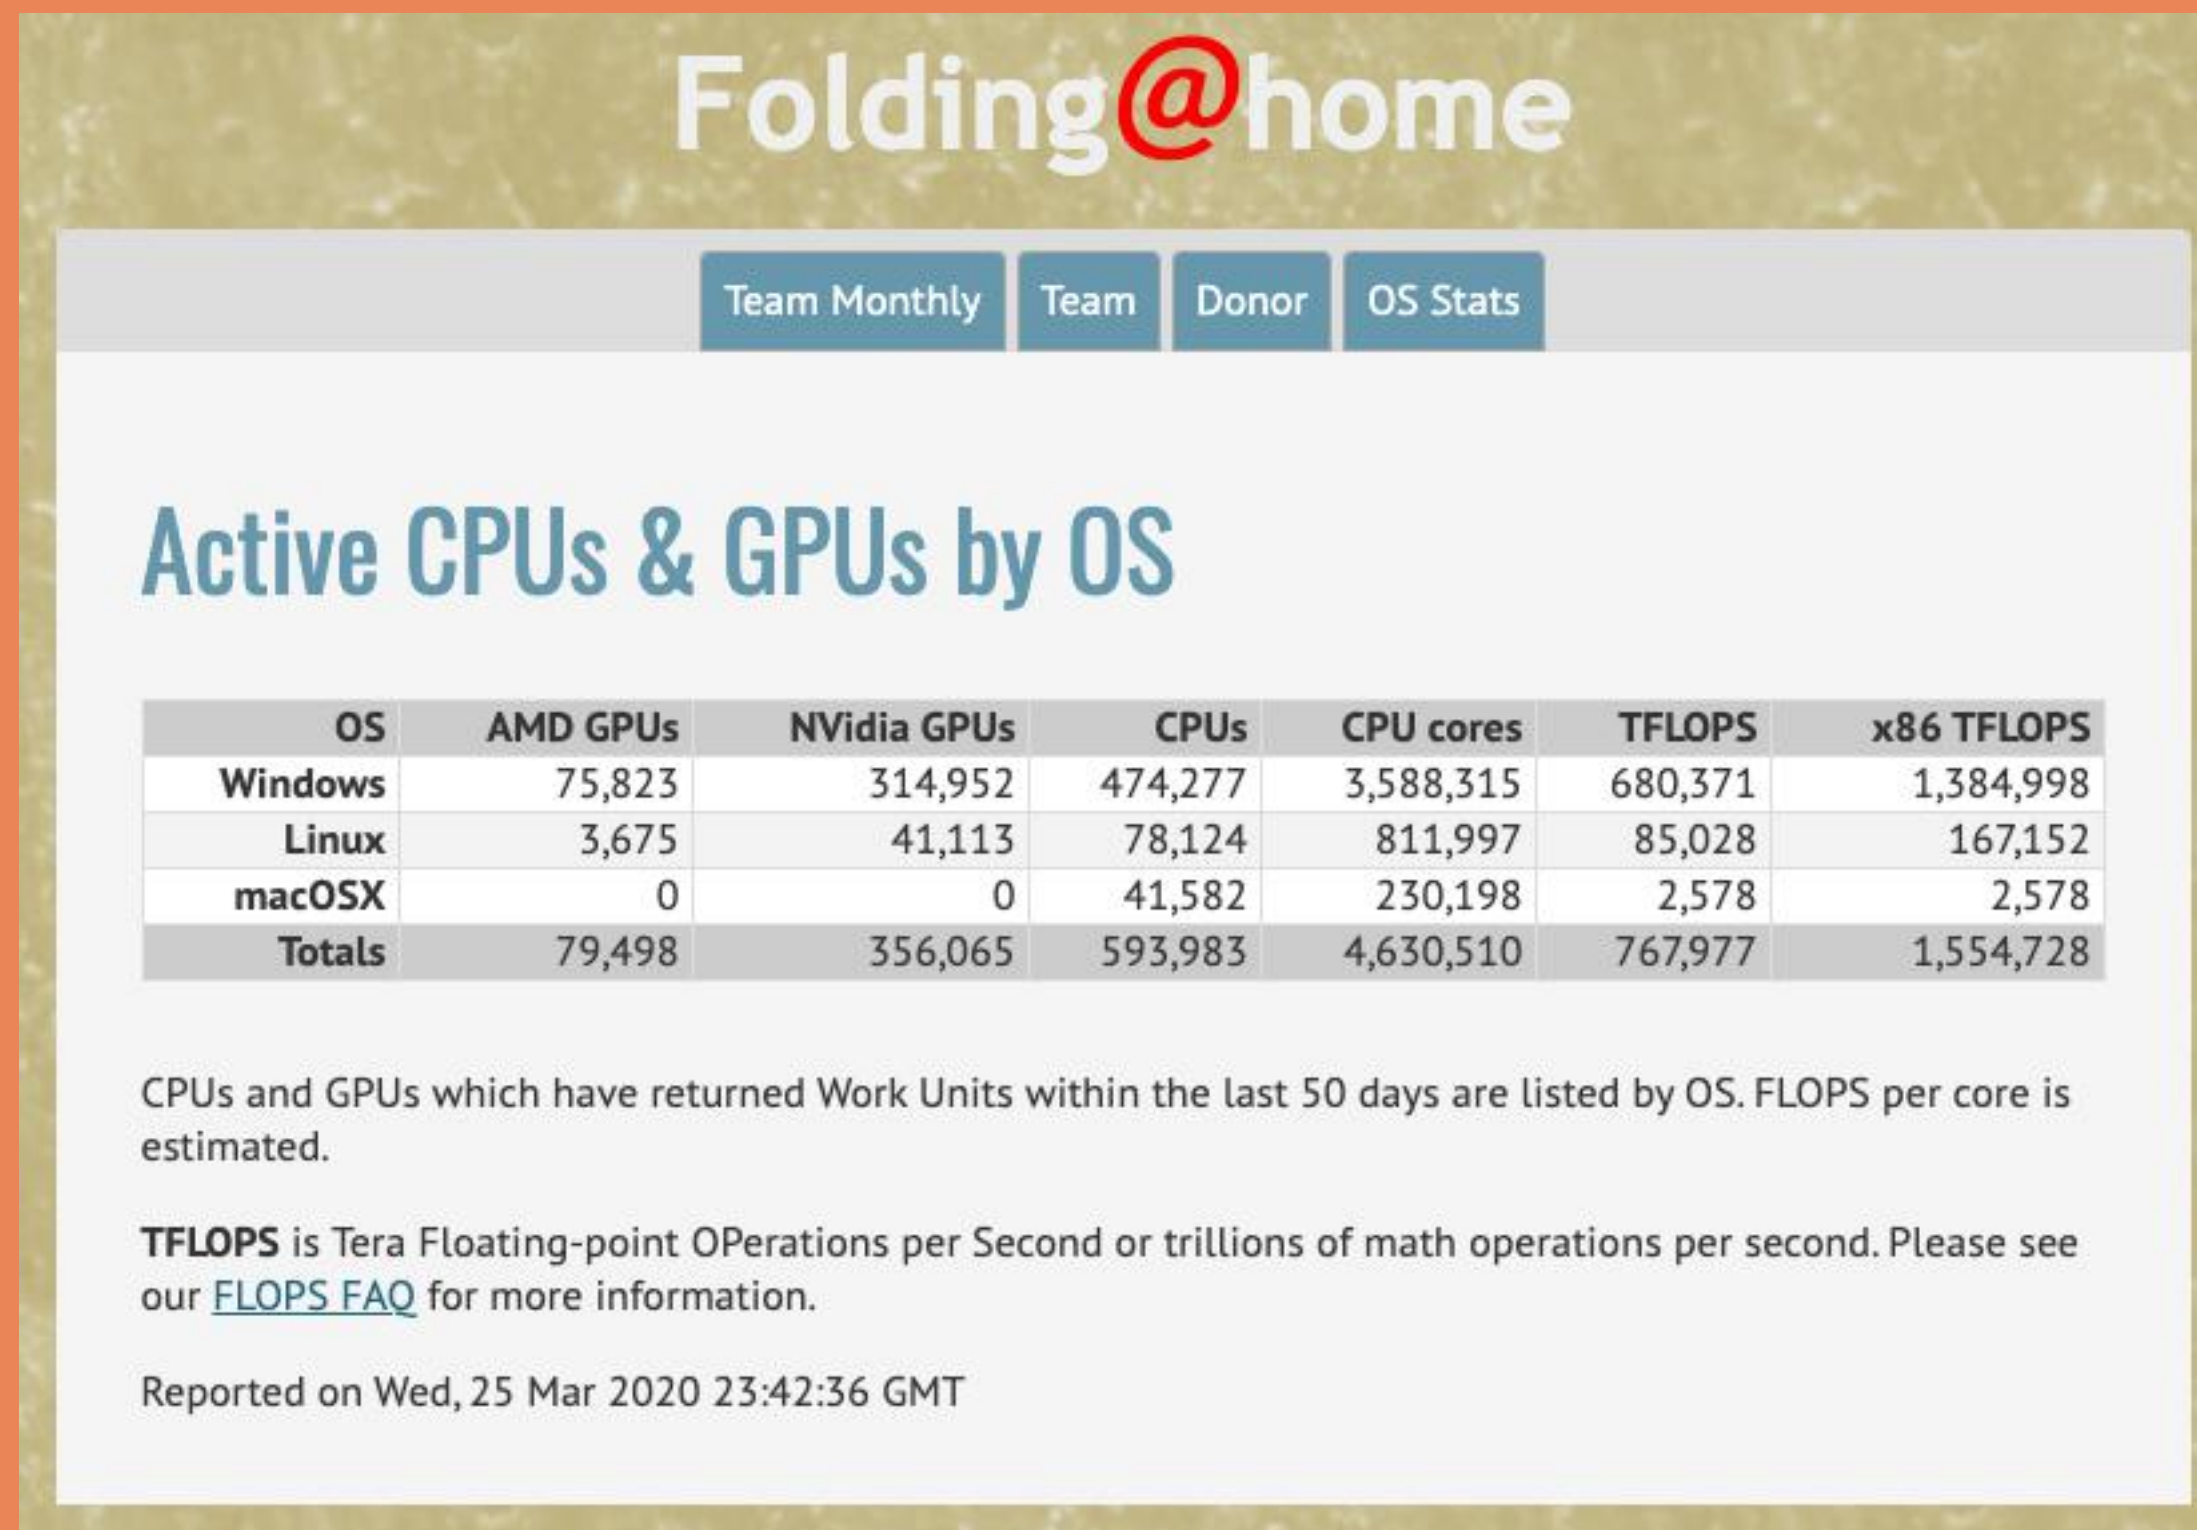 Folding@home
Team Monthly Team Donor OS Stats
Active CPUs & GPUs by OS
OS AMD GPUs NVidia GPUs CPUs CPU cores TFLOPS x86 TFLOPS
Windows 75,823 314,952 474,277 3,588,315 680,371 1,384,998
Linux 3,675 41,113 78,124 811,997 85,028 167,152
macOSX 0 0 41,582 230,198 2,578 2,578
Totals 79,498 356,065 593,983 4,630,510 767,977 1,554,728
CPUs and GPUs which have returned Work Units within the last 50 days are listed by OS. FLOPS per core is
estimated.
TFLOPS is Tera Floating-point OPerations per Second or trillions of math operations per second. Please see
our FLOPS FAQ for more information.
Reported on Wed, 25 Mar 2020 23:42:36 GMT